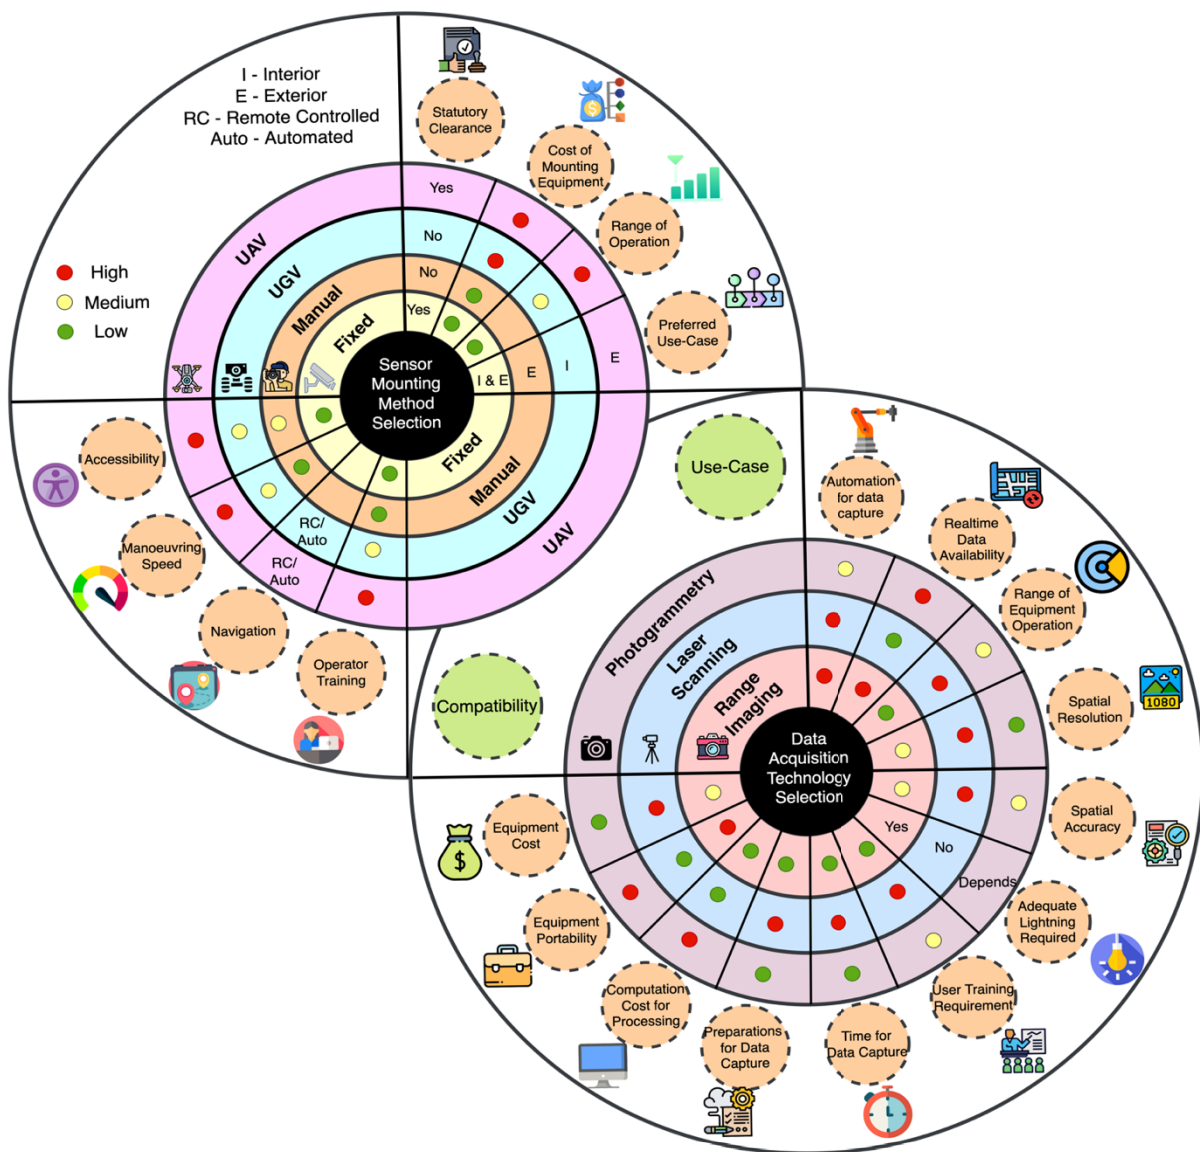 I - Interior
E - Exterior
RC - Remote Controlled
Auto - Automated
High
Medium
Low
Statutory
Clearance
Cost of
Mounting
Equipment
Range of
Operation
Preferred
Use-Case
UAV
UGV
Manual
Fixed
Yes
No
No
Yes
E
I
E
I & E
Sensor
Mounting
Method
Selection
Fixed
Manual
UGV
UAV
RC/
Auto
RC/
Auto
Accessibility
Manoeuvring
Speed
Navigation
Operator
Training
Use-Case
Compatibility
Automation
for data
capture
Realtime
Data
Availability
Range of
Equipment
Operation
Spatial
Resolution
1080
Spatial
Accuracy
Adequate
Lightning
Required
User Training
Requirement
Time for
Data Capture
Preparations
for Data
Capture
Computation
Cost for
Processing
Equipment
Portability
Equipment
Cost
$
$
Photogrammetry
Laser
Scanning
Range
Imaging
Data
Acquisition
Technology
Selection
Yes
No
Depends